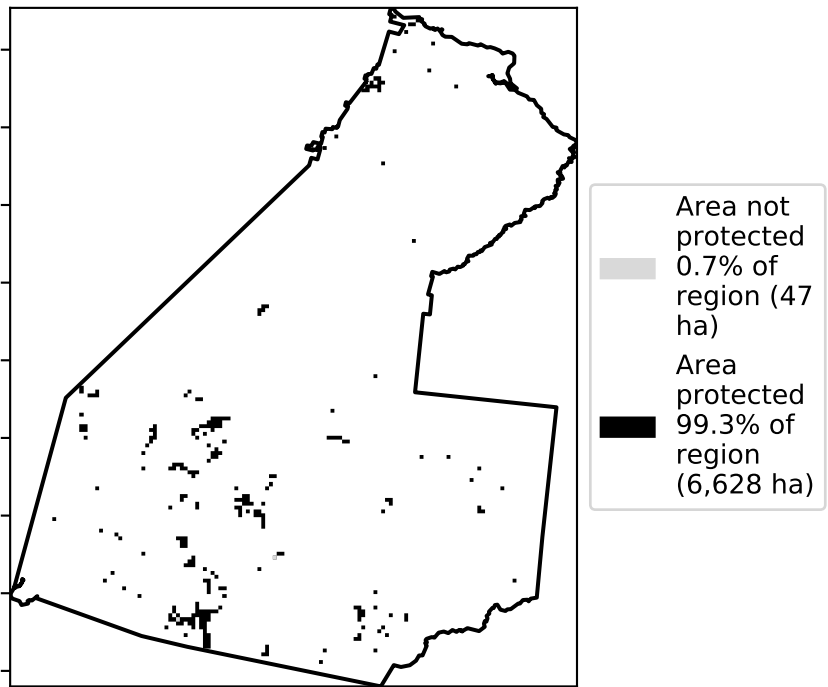 Area not
protected
0.7% of
region (47
ha)
Area
protected
99.3% of
region
(6,628 ha)